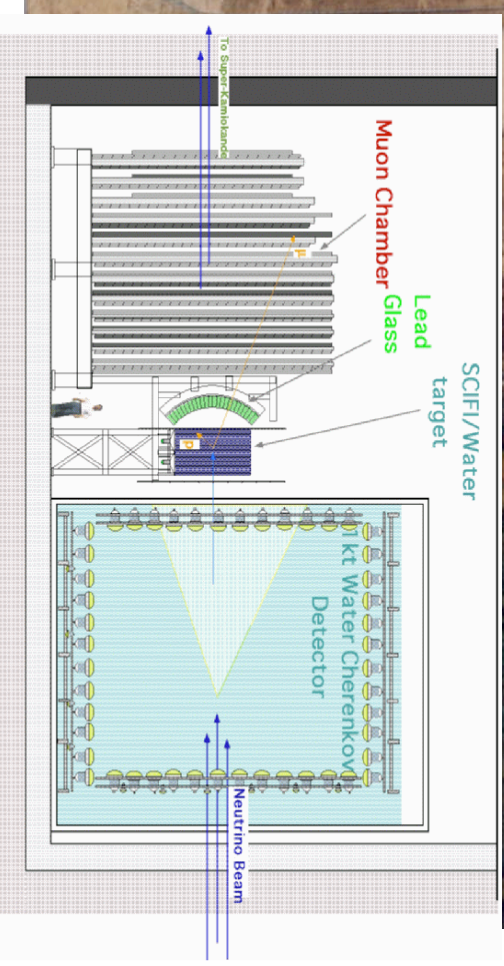 To Super-Kamiokande
Muon Chamber
Lead
Glass
SCIFI/Water
target
μ
p
1kt Water Cherenkov
Detector
Neutrino Beam